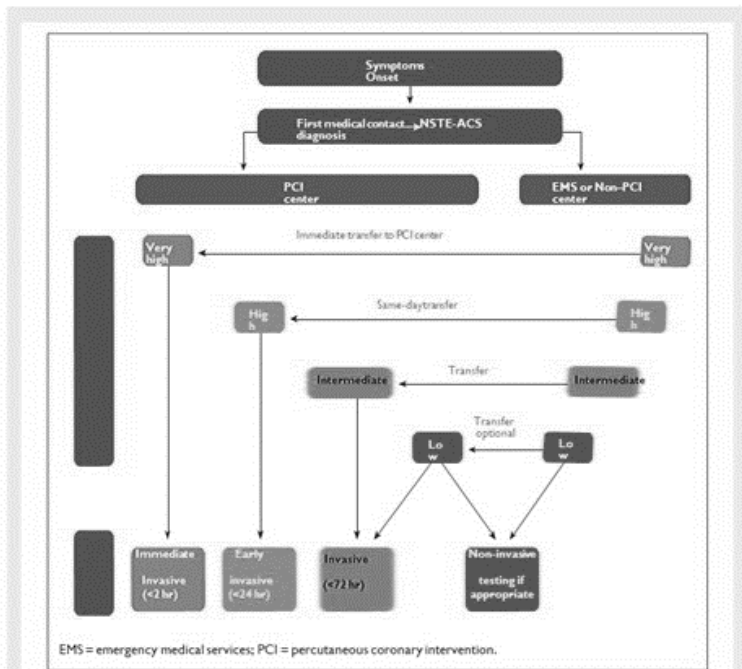 Symptoms
Onset
First medical contact NSTE-ACS
diagnosis
PCI
center
EMS or Non-PCI
center
Immediate transfer to PCI center
Very
high
Very
high
Same-daytransfer
Hig
h
Hig
h
Transfer
Intermediate
Intermediate
Transfer
optional
Lo
w
Lo
w
Immediate
Invasive
(<2 hr)
Early
invasive
(<24 hr)
Invasive
(<72 hr)
Non-invasive
testing if
appropriate
EMS = emergency medical services; PCI = percutaneous coronary intervention.